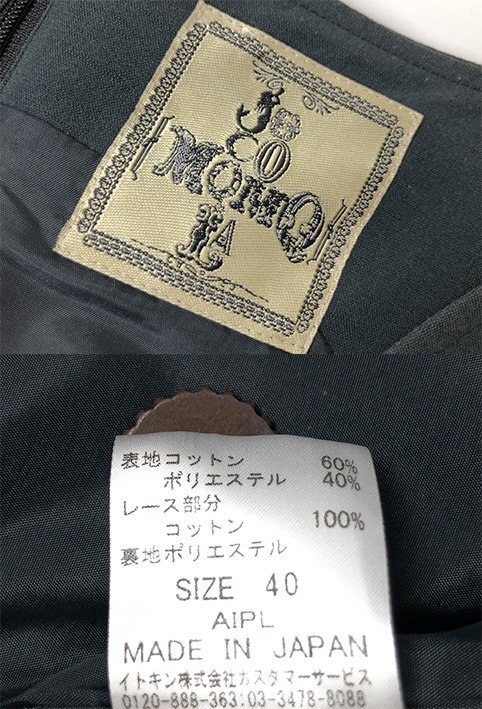 J&
CO
MOMO
LA
表地コットン 60%
ポリエステル 40%
レース部分
コットン 100%
裏地ポリエステル
SIZE 40
AIPL
MADE IN JAPAN
イトキン株式会社カスタマーサービス
0120-888-363:03-3478-8088